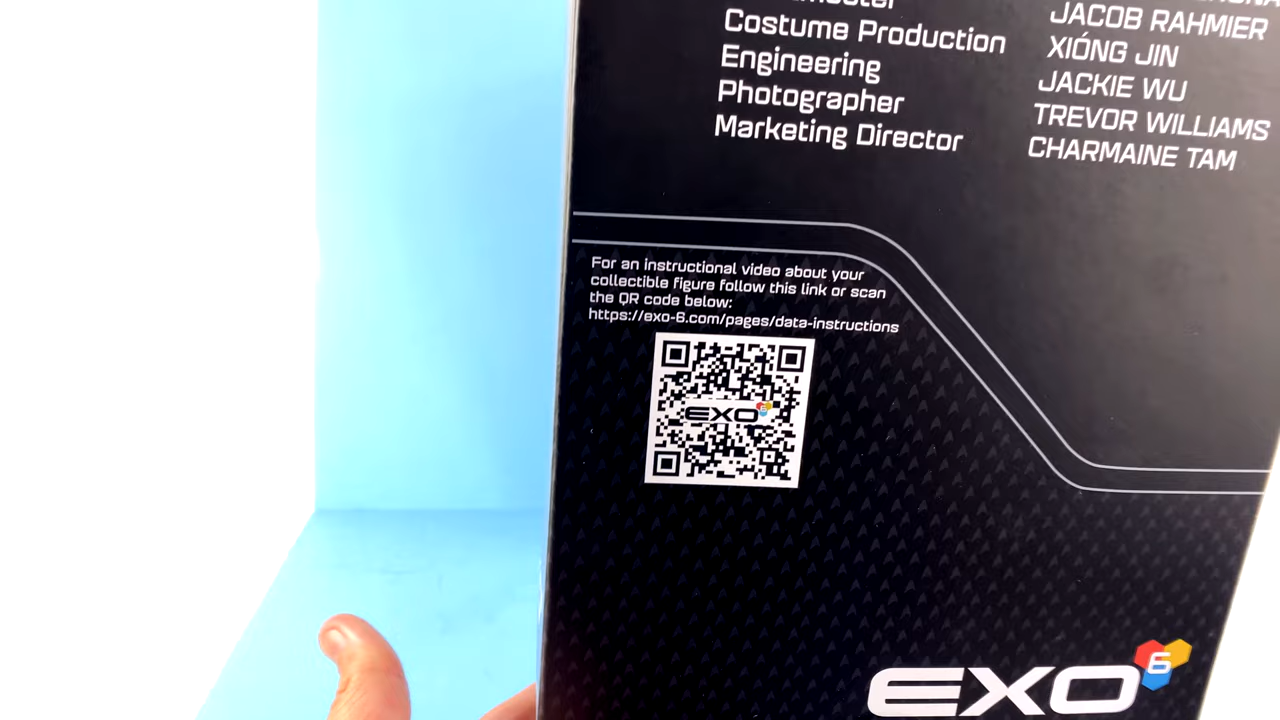 Costume Production
JACOB RAHMIER
Engineering
XIÓNG JIN
Photographer
JACKIE WU
Marketing Director
TREVOR WILLIAMS
CHARMAINE TAM
For an instructional video about your
collectible figure follow this link or scan
the QR code below:
https://exo-6.com/pages/data-instructions
EXO 6
EXO 6